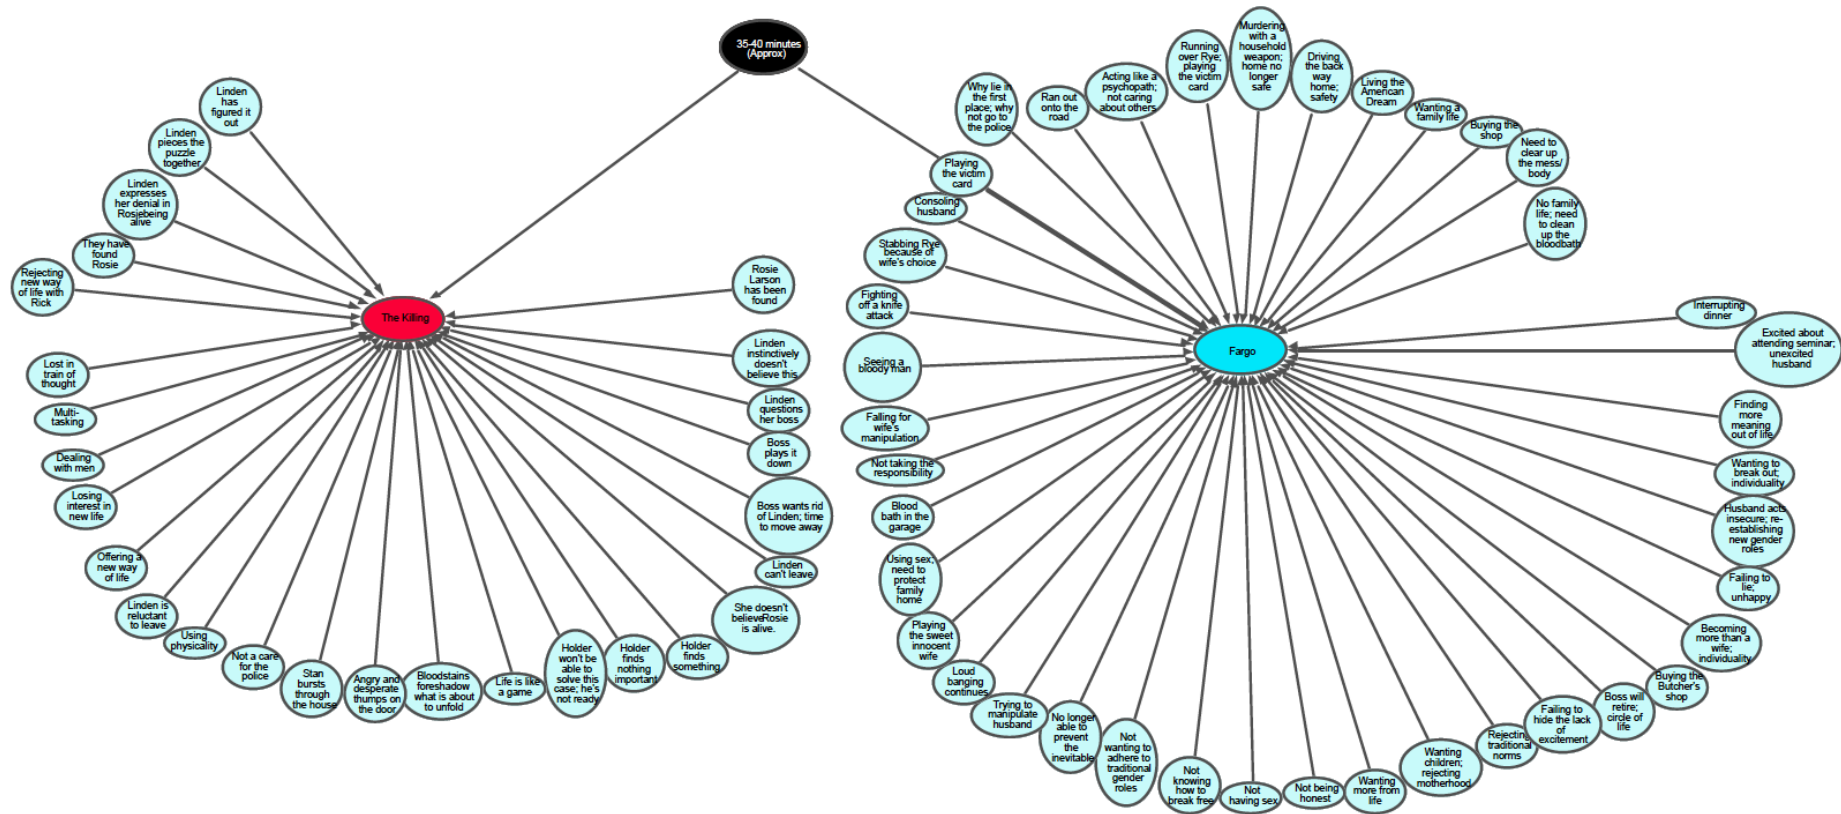 35-40 minutes
(Approx)
Linden
has
figured it
out
Linden
pieces the
puzzle
together
Linden
expresses
her denial in
Rosiebeing
alive
They have
found
Rosie
Rejecting
new way
of life with
Rick
The Killing
Rosie
Larson
has been
found
Lost in
train of
thought
Multi-
tasking
Dealing
with men
Losing
interest in
new life
Offering a
new way
of life
Linden is
reluctant
to leave
Using
physicality
Not a care
for the
police
Stan
bursts
through
the house
Angry and
desperate
thumps on
the door
Bloodstains
foreshadow
what is about
to unfold
Life is like
a game
Holder
won't be
able to
solve this
case; he's
not ready
Holder
finds
nothing
important
Holder
finds
something
She doesn't
believeRosie
is alive.
Linden
can't leave
Boss wants rid
of Linden; time
to move away
Boss
plays it
down
Linden
questions
her boss
Linden
instinctively
doesn't
believe this
Why lie in
the first
place; why
not go to
the police
Ran out
onto the
road
Acting like a
psychopath;
not caring
about others
Running
over Rye;
playing
the victim
card
Murdering
with a
household
weapon;
home no
longer
safe
Driving
the back
way
home;
safety
Living the
American
Dream
Wanting a
family life
Buying the
shop
Need to
clear up
the mess/
body
No family
life; need
to clean
up the
bloodbath
Playing
the victim
card
Consoling
husband
Stabbing Rye
because of
wife's choice
Fighting
off a knife
attack
Seeing a
bloody man
Falling for
wife's
manipulation
Not taking the
responsibility
Blood
bath in the
garage
Using sex;
need to
protect
family
home
Playing
the sweet
innocent
wife
Loud
banging
continues
Trying to
manipulate
husband
No longer
able to
prevent
the
inevitable
Not
wanting to
adhere to
traditional
gender
roles
Not
knowing
how to
break free
Not
having sex
Not being
honest
Wanting
more from
life
Wanting
children;
rejecting
motherhood
Rejecting
traditional
norms
Failing to
hide the lack
of
excitement
Boss will
retire;
circle of
life
Buying the
Butcher's
shop
Becoming
more than a
wife;
individuality
Failing to
lie;
unhappy
Husband acts
insecure; re-
establishing
new gender
roles
Wanting to
break out;
individuality
Finding
more
meaning
out of life
Excited about
attending seminar;
unexcited
husband
Interrupting
dinner
Fargo